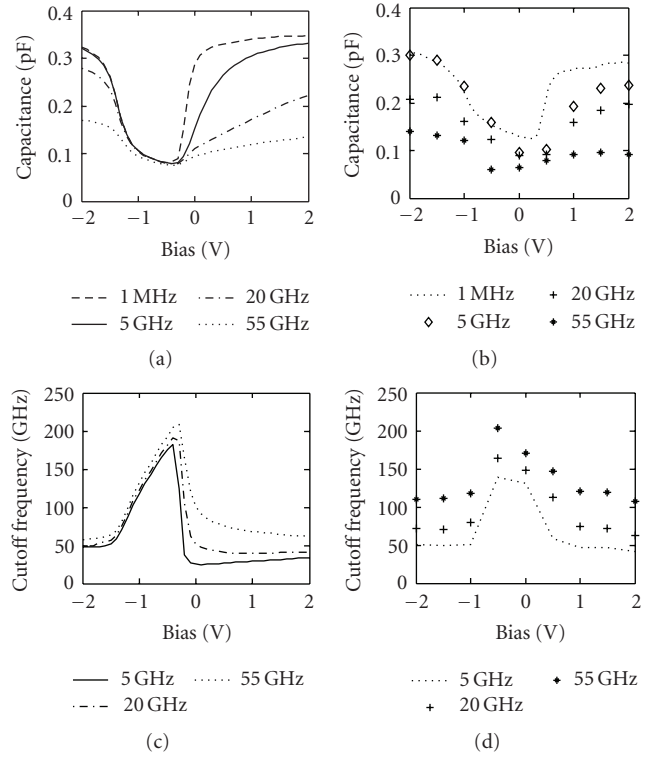 0.4
0.3
0.2
0.1
0
Capacitance (pF)
−2 −1 0 1 2
Bias (V)
1 MHz 20 GHz
5 GHz 55 GHz
(a)
0.4
0.3
0.2
0.1
0
Capacitance (pF)
−2 −1 0 1 2
Bias (V)
1 MHz 20 GHz
5 GHz 55 GHz
(b)
250
200
150
100
50
0
Cutoff frequency (GHz)
−2 −1 0 1 2
Bias (V)
5 GHz 55 GHz
20 GHz
(c)
250
200
150
100
50
0
Cutoff frequency (GHz)
−2 −1 0 1 2
Bias (V)
5 GHz 55 GHz
20 GHz
(d)